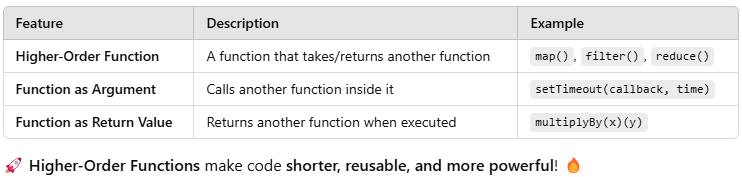 Feature Description Example
Higher-Order Function A function that takes/returns another function map() , filter() , reduce()
Function as Argument Calls another function inside it setTimeout(callback, time)
Function as Return Value Returns another function when executed multiplyBy(x)(y)
🚀 Higher-Order Functions make code shorter, reusable, and more powerful! 🔥